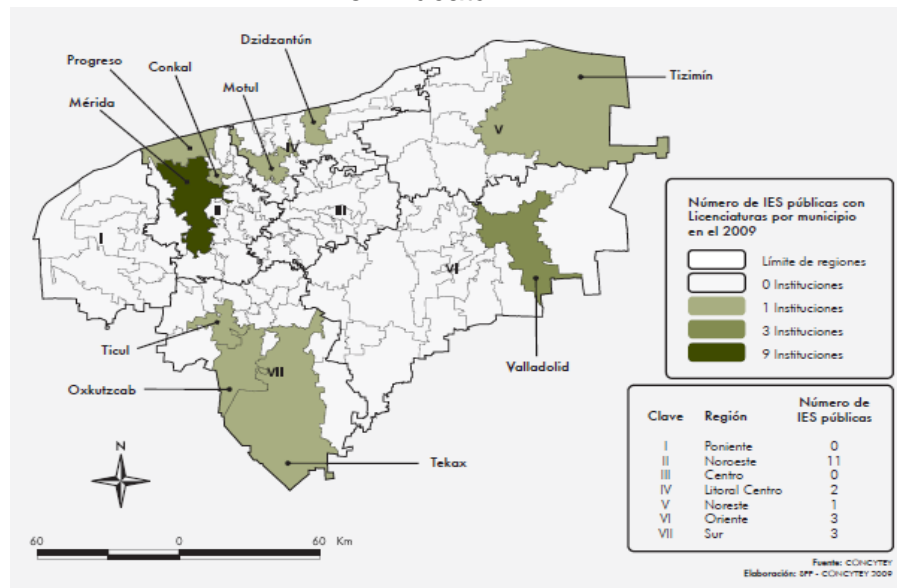 Dzidzantún
Progreso
Conkal
Motul
Mérida
Tizimín
V
IV
II
III
I
VI
Número de IES públicas con
Licenciaturas por municipio
en el 2009
Límite de regiones
0 Instituciones
1 Instituciones
3 Instituciones
9 Instituciones
Ticul
Valladolid
VII
Oxkutzcab
Tekax
N
60 0 60 Km
Clave Región Número de
IES públicas
I Poniente 0
II Noroeste 11
III Centro 0
IV Litoral Centro 2
V Noreste 1
VI Oriente 3
VII Sur 3
Fuente: CONCYTEY
Elaboración: SPP - CONCYTEY 2009